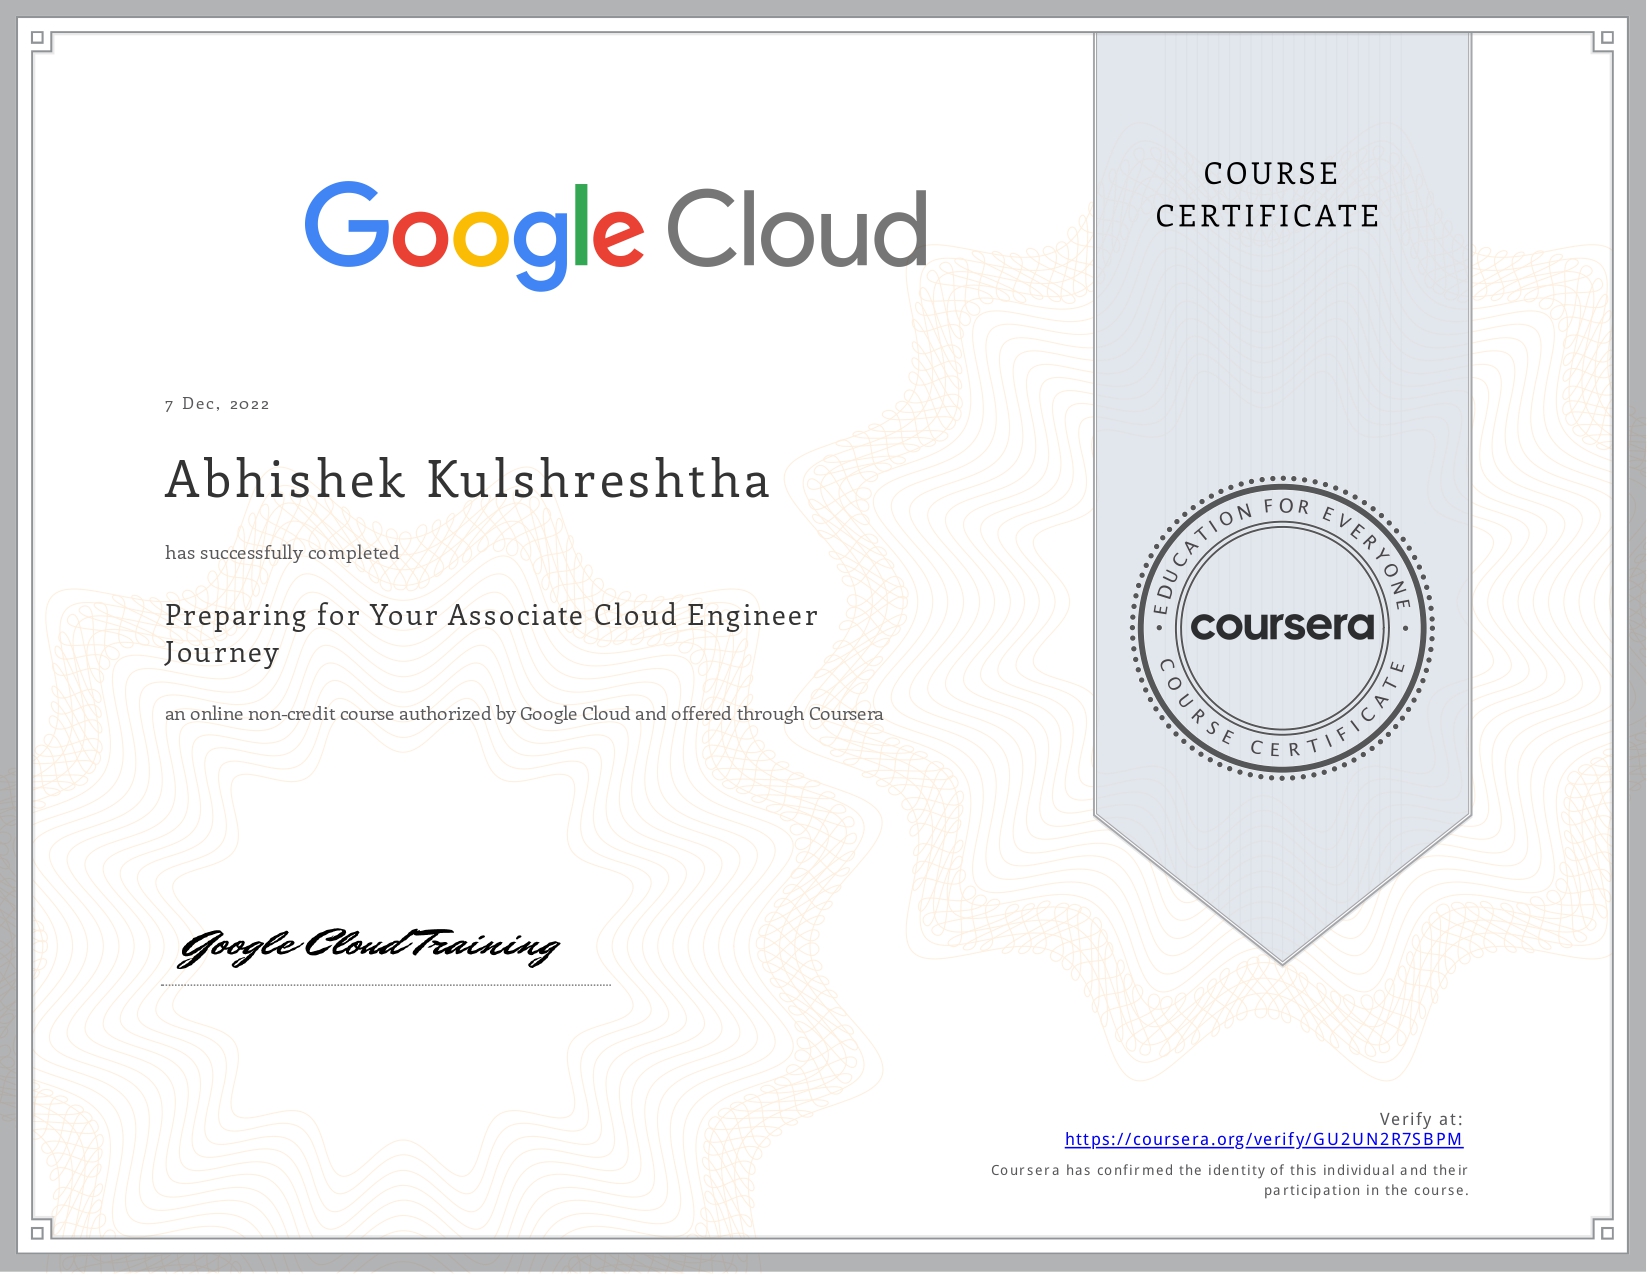 Google Cloud
COURSE
CERTIFICATE
7 Dec, 2022
Abhishek Kulshreshtha
has successfully completed
Preparing for Your Associate Cloud Engineer
Journey
an online non-credit course authorized by Google Cloud and offered through Coursera
EDUCATION FOR EVERYONE
coursera
COURSE CERTIFICATE
Google Cloud Training
Verify at:
https://coursera.org/verify/GU2UN2R7SBPM
Coursera has confirmed the identity of this individual and their
participation in the course.